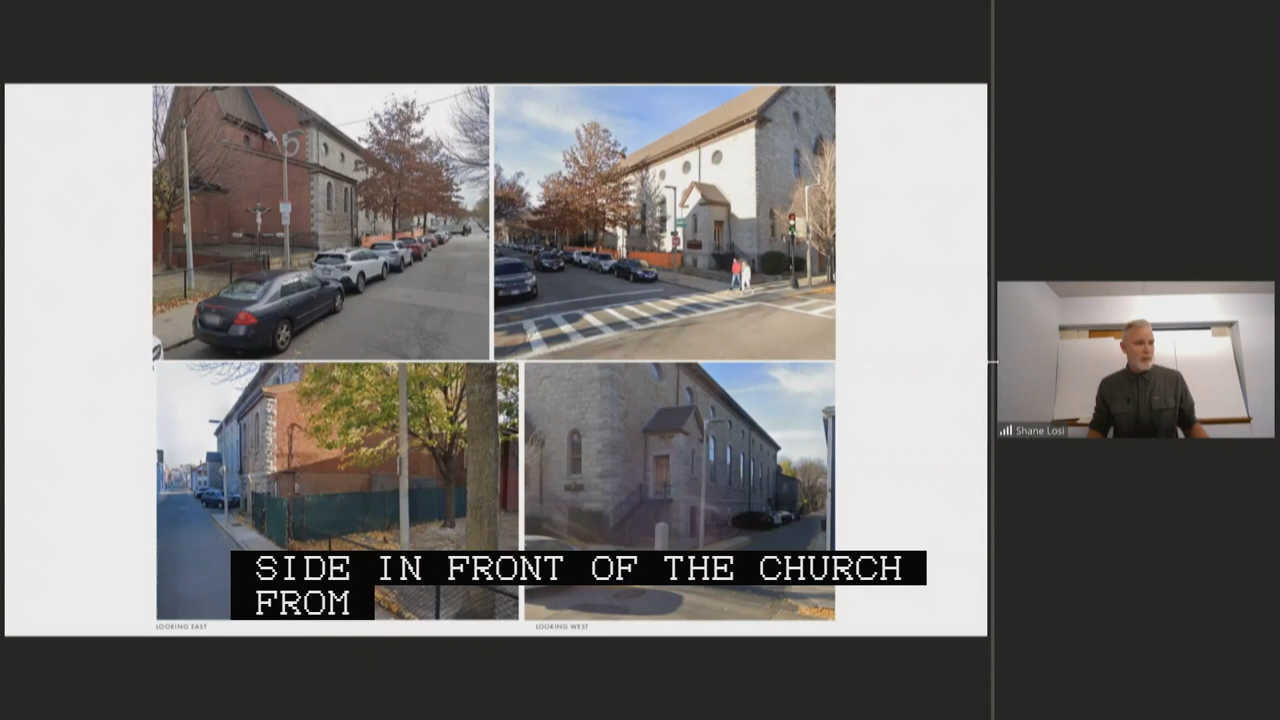 SIDE IN FRONT OF THE CHURCH
FROM
LOOKING EAST
LOOKING WEST
Shane Losi